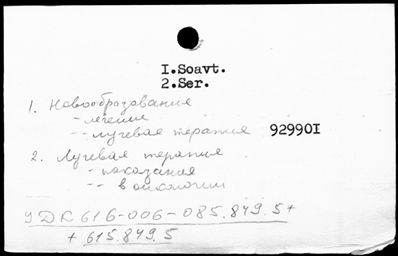 I.Soavt.
2.Ser.
1. Новообразования
- лечение
-- лучевая терапия 92990I
2. Лучевая терапия
- показания
-- в онкологии
УДК 616-006-085.849.5+
+ 615.849.5